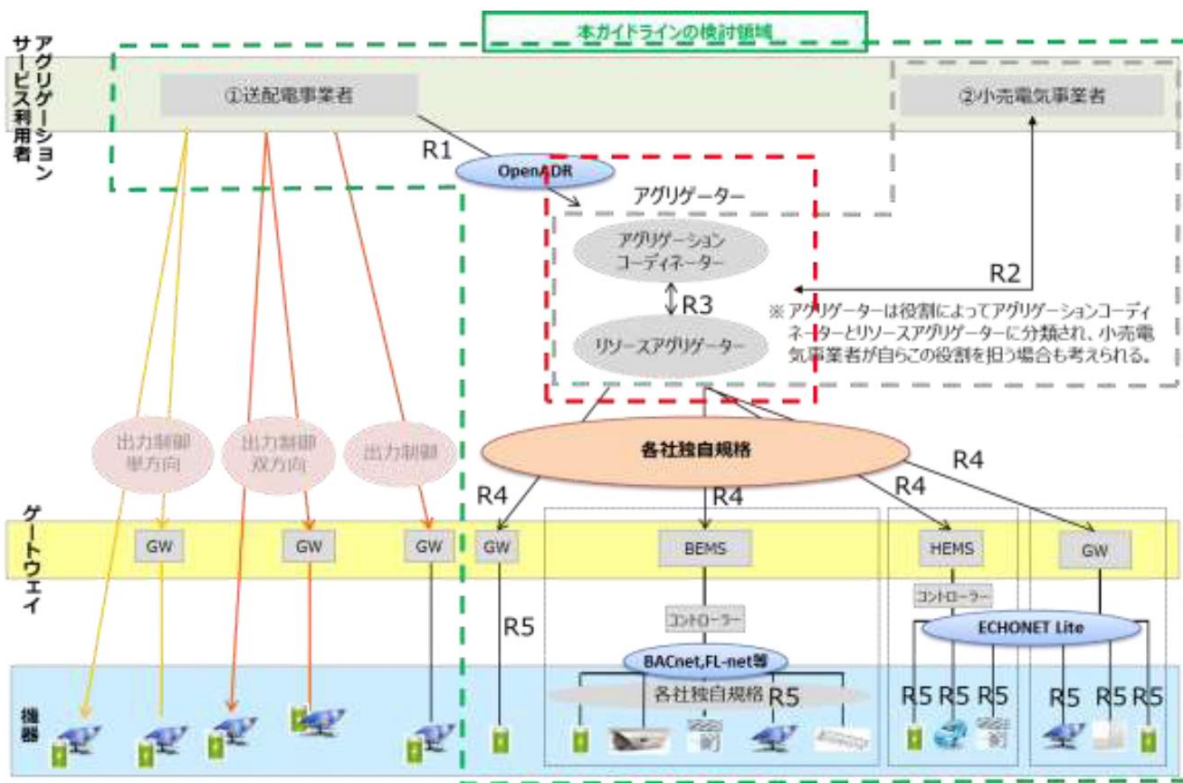 本ガイドラインの検討領域
アグリゲーション
サービス利用者
①送配電事業者
②小売電気事業者
R1
OpenADR
アグリゲーター
アグリゲーション
コーディネーター
R3
リソースアグリゲーター
R2
※ アグリゲーターは役割によってアグリゲーションコーディ
ネーターとリソースアグリゲーターに分類され、小売電
気事業者が自らこの役割を担う場合も考えられる。
出力制御
単方向
出力制御
双方向
出力制御
各社独自規格
R4
R4
R4
R4
ゲートウェイ
GW
GW
GW
GW
BEMS
HEMS
GW
コントローラー
コントローラー
R5
ECHONET Lite
BACnet,FL-net等
各社独自規格
R5
R5
R5
R5
R5
R5
R5
機器